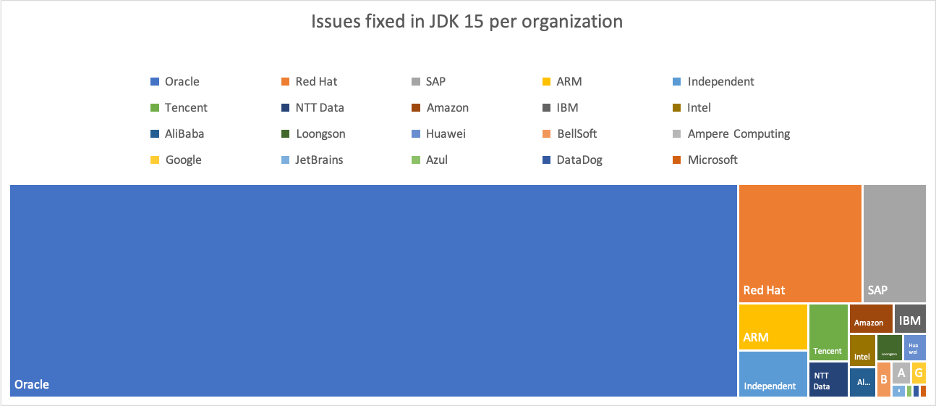 Issues fixed in JDK 15 per organization
Oracle Red Hat SAP ARM Independent
Tencent NTT Data Amazon IBM Intel
AliBaba Loongson Huawei BellSoft Ampere Computing
Google JetBrains Azul DataDog Microsoft
Oracle
Red Hat
SAP
ARM
Independent
Tencent
NTT
Data
Amazon
IBM
Intel
Loongson
Hua
wei
Al...
B
A
G